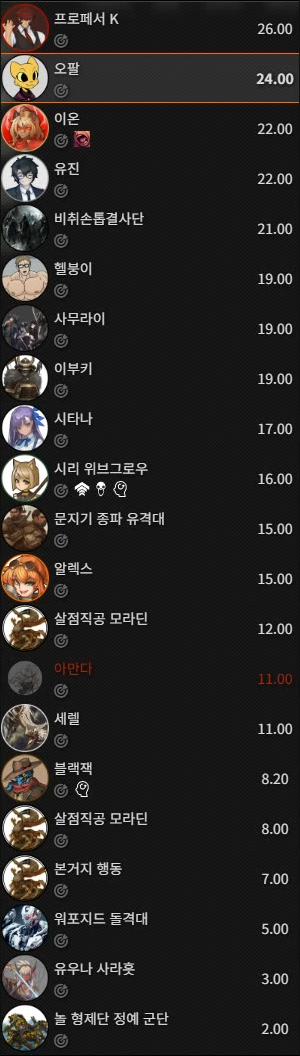 프로페서 K
26.00
오팔
24.00
이온
22.00
유진
22.00
비취손톱결사단
21.00
헬붕이
19.00
사무라이
19.00
이부키
19.00
시타나
17.00
시리 위브그로우
16.00
문지기 종파 유격대
15.00
알렉스
15.00
살점직공 모라딘
12.00
아만다
11.00
세렐
11.00
블랙잭
8.20
살점직공 모라딘
8.00
본거지 행동
7.00
워포지드 돌격대
5.00
유우나 사라홋
3.00
놀 형제단 정예 군단
2.00